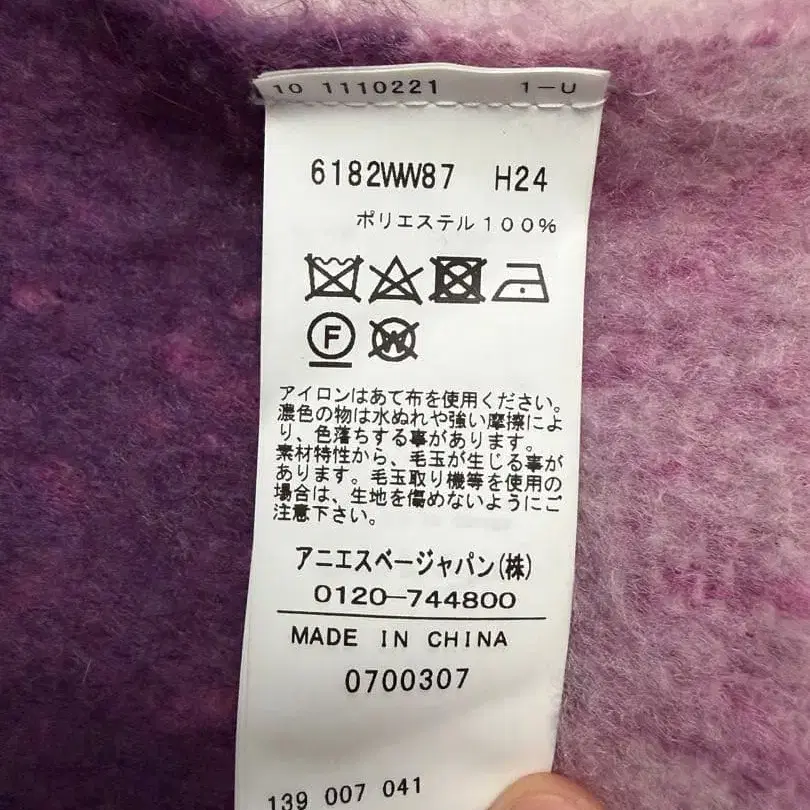 10 1110221 1-U
6182WW87 H24
ポリエステル100%
F
W
アイロンはあて布を使用ください。
濃色の物は水ぬれや強い摩擦によ
り、色落ちする事があります。
素材特性から、毛玉が生じる事が
あります。毛玉取り機等を使用の
場合は、生地を傷めないようにご
注意下さい。
アニエスベージャパン(株)
0120-744800
MADE IN CHINA
0700307
139 007 041